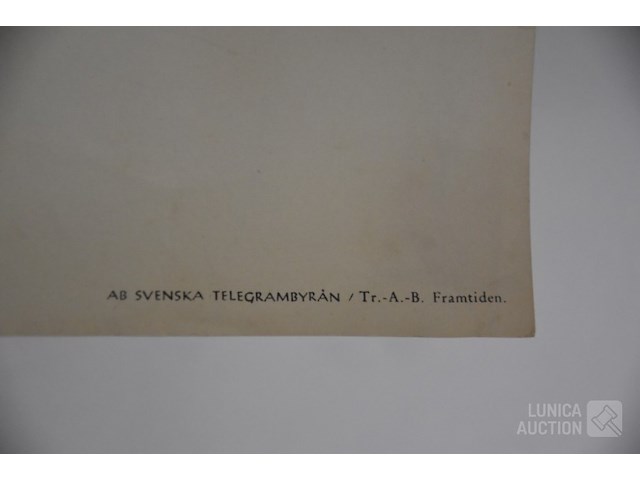 AB SVENSKA TELEGRAMBYRÅN / Tr.-A.-B. Framtiden.
LUNICA
AUCTION